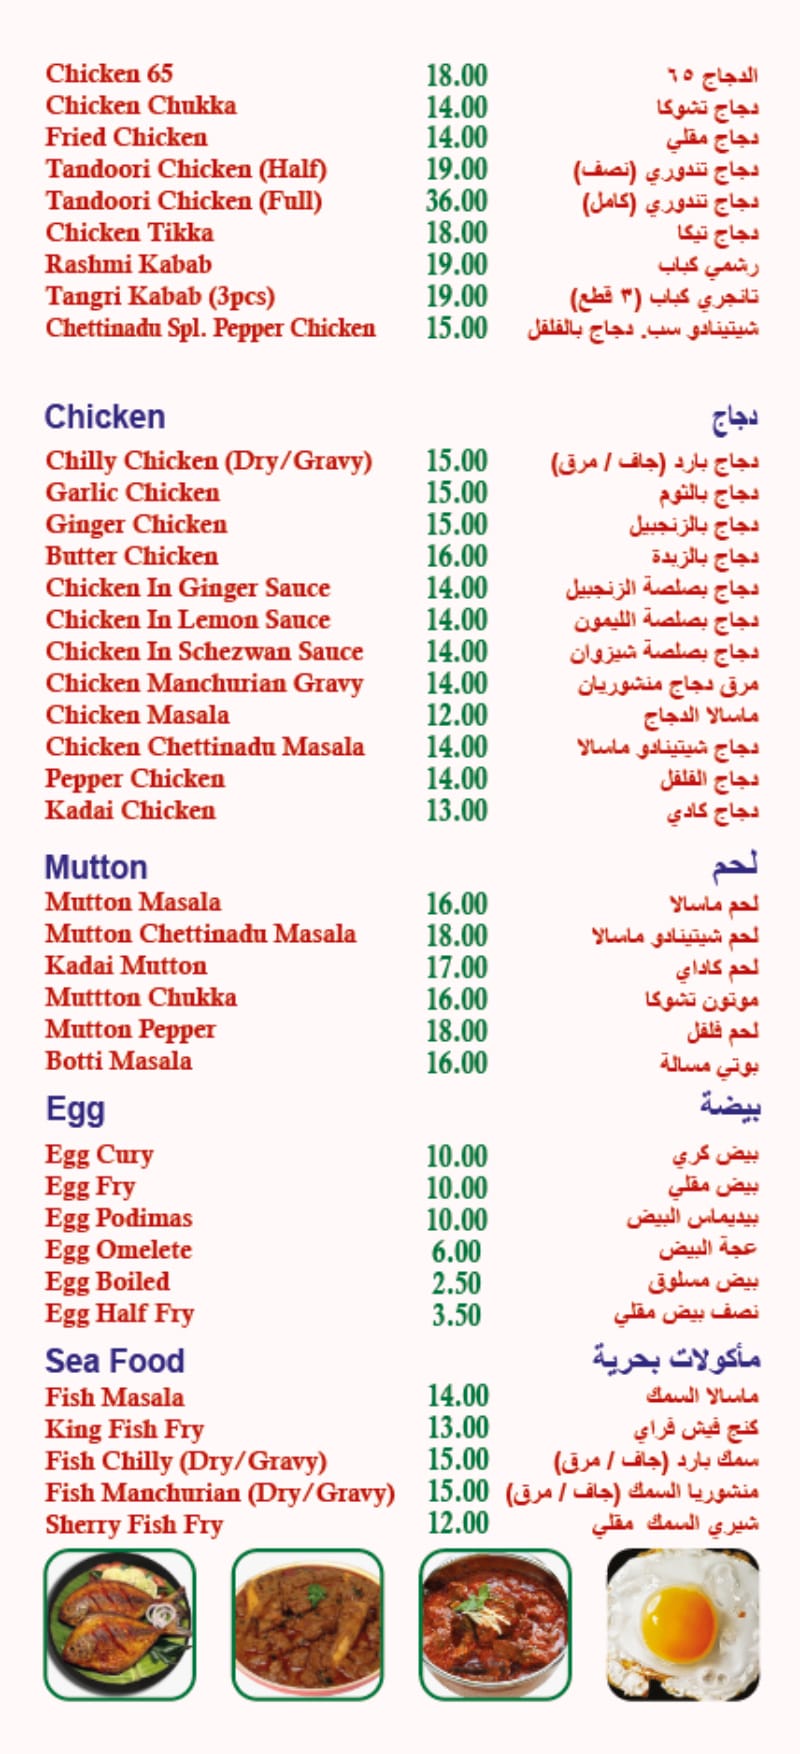 Chicken 65 18.00 الدجاج ٦٥
Chicken Chukka 14.00 دجاج تشوكا
Fried Chicken 14.00 دجاج مقلي
Tandoori Chicken (Half) 19.00 دجاج تندوري (نصف)
Tandoori Chicken (Full) 36.00 دجاج تندوري (كامل)
Chicken Tikka 18.00 دجاج تيكا
Rashmi Kabab 19.00 رشمي كباب
Tangri Kabab (3pcs) 19.00 تانجري كباب (٣ قطع)
Chettinadu Spl. Pepper Chicken 15.00 شيتينادو سب. دجاج بالفلفل
Chicken دجاج
Chilly Chicken (Dry/Gravy) 15.00 دجاج بارد (جاف / مرق)
Garlic Chicken 15.00 دجاج بالثوم
Ginger Chicken 15.00 دجاج بالزنجبيل
Butter Chicken 16.00 دجاج بالزبدة
Chicken In Ginger Sauce 14.00 دجاج بصلصة الزنجبيل
Chicken In Lemon Sauce 14.00 دجاج بصلصة الليمون
Chicken In Schezwan Sauce 14.00 دجاج بصلصة شيزوان
Chicken Manchurian Gravy 14.00 مرق دجاج منشوريان
Chicken Masala 12.00 ماسالا الدجاج
Chicken Chettinadu Masala 14.00 دجاج شيتينادو ماسالا
Pepper Chicken 14.00 دجاج الفلفل
Kadai Chicken 13.00 دجاج كادي
Mutton لحم
Mutton Masala 16.00 لحم ماسالا
Mutton Chettinadu Masala 18.00 لحم شيتينادو ماسالا
Kadai Mutton 17.00 لحم كاداي
Muttton Chukka 16.00 موتون تشوكا
Mutton Pepper 18.00 لحم فلفل
Botti Masala 16.00 بوتي مسالة
Egg بيضة
Egg Cury 10.00 بيض كري
Egg Fry 10.00 بيض مقلي
Egg Podimas 10.00 بيديماس البيض
Egg Omelete 6.00 عجة البيض
Egg Boiled 2.50 بيض مسلوق
Egg Half Fry 3.50 نصف بيض مقلي
Sea Food مأكولات بحرية
Fish Masala 14.00 ماسالا السمك
King Fish Fry 13.00 كنج فيش فراي
Fish Chilly (Dry/Gravy) 15.00 سمك بارد (جاف / مرق)
Fish Manchurian (Dry/Gravy) 15.00 منشوريا السمك (جاف / مرق)
Sherry Fish Fry 12.00 شيري السمك مقلي